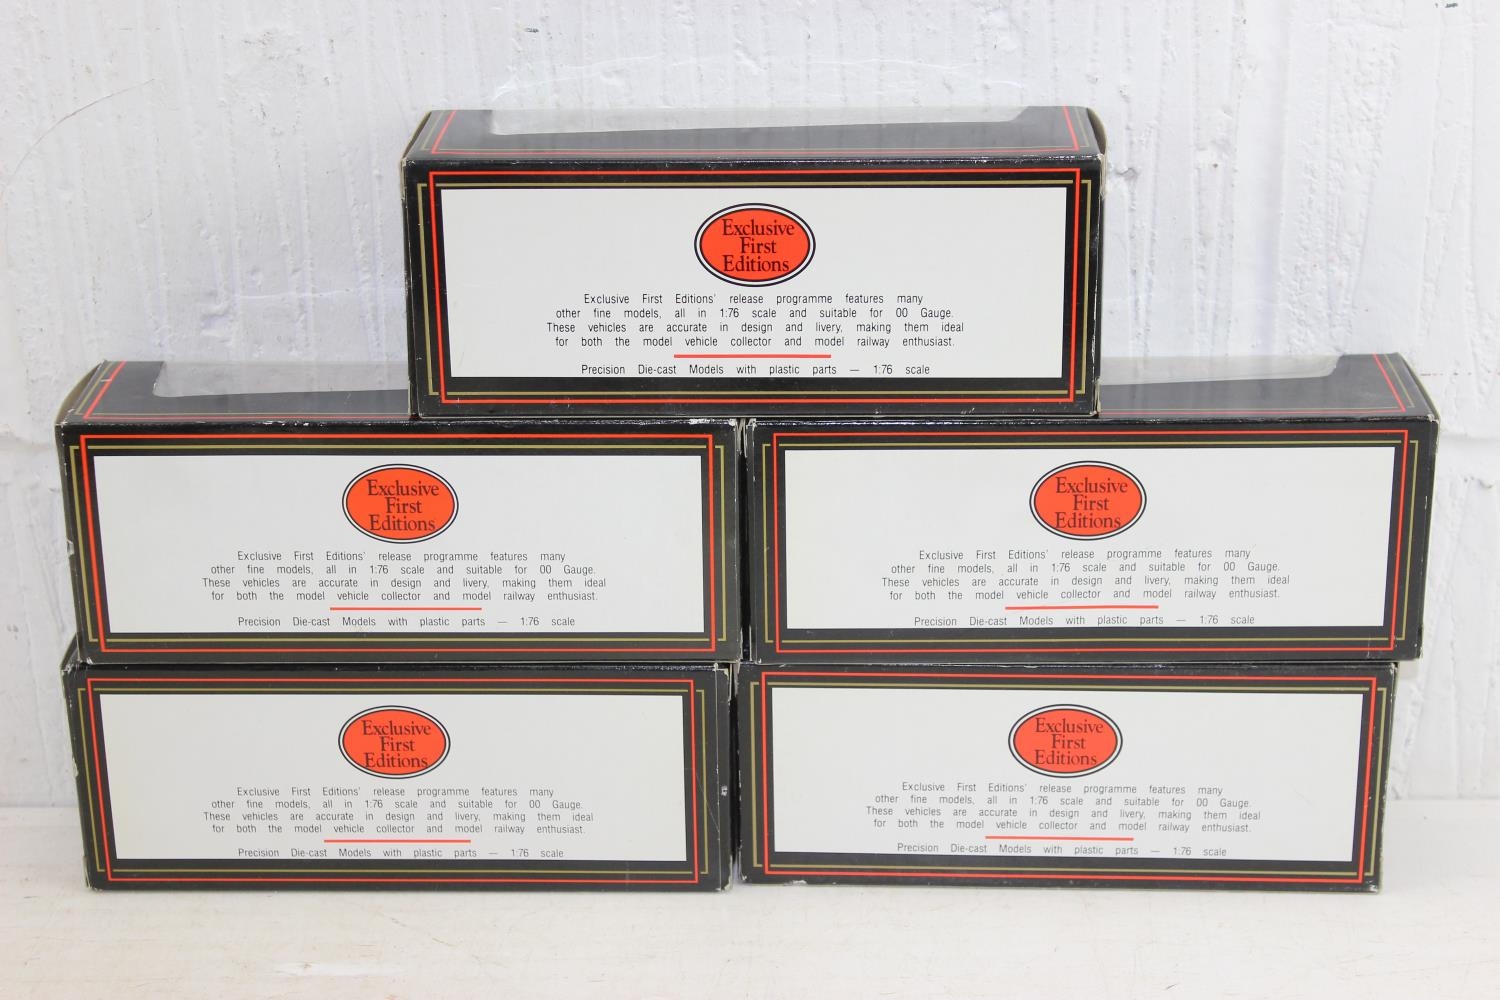 Exclusive
First
Editions
Exclusive First Editions' release programme features many
other fine models, all in 1:76 scale and suitable for 00 Gauge.
These vehicles are accurate in design and livery, making them ideal
for both the model vehicle collector and model railway enthusiast.
Precision Die-cast Models with plastic parts — 1:76 scale
Exclusive
First
Editions
Exclusive First Editions' release programme features many
other fine models, all in 1:76 scale and suitable for 00 Gauge.
These vehicles are accurate in design and livery, making them ideal
for both the model vehicle collector and model railway enthusiast.
Precision Die-cast Models with plastic parts — 1:76 scale
Exclusive
First
Editions
Exclusive First Editions' release programme features many
other fine models, all in 1:76 scale and suitable for 00 Gauge.
These vehicles are accurate in design and livery, making them ideal
for both the model vehicle collector and model railway enthusiast.
Precision Die-cast Models with plastic parts — 1:76 scale
Exclusive
First
Editions
Exclusive First Editions' release programme features many
other fine models, all in 1:76 scale and suitable for 00 Gauge.
These vehicles are accurate in design and livery, making them ideal
for both the model vehicle collector and model railway enthusiast.
Precision Die-cast Models with plastic parts — 1:76 scale
Exclusive
First
Editions
Exclusive First Editions' release programme features many
other fine models, all in 1:76 scale and suitable for 00 Gauge.
These vehicles are accurate in design and livery, making them ideal
for both the model vehicle collector and model railway enthusiast.
Precision Die-cast Models with plastic parts — 1:76 scale